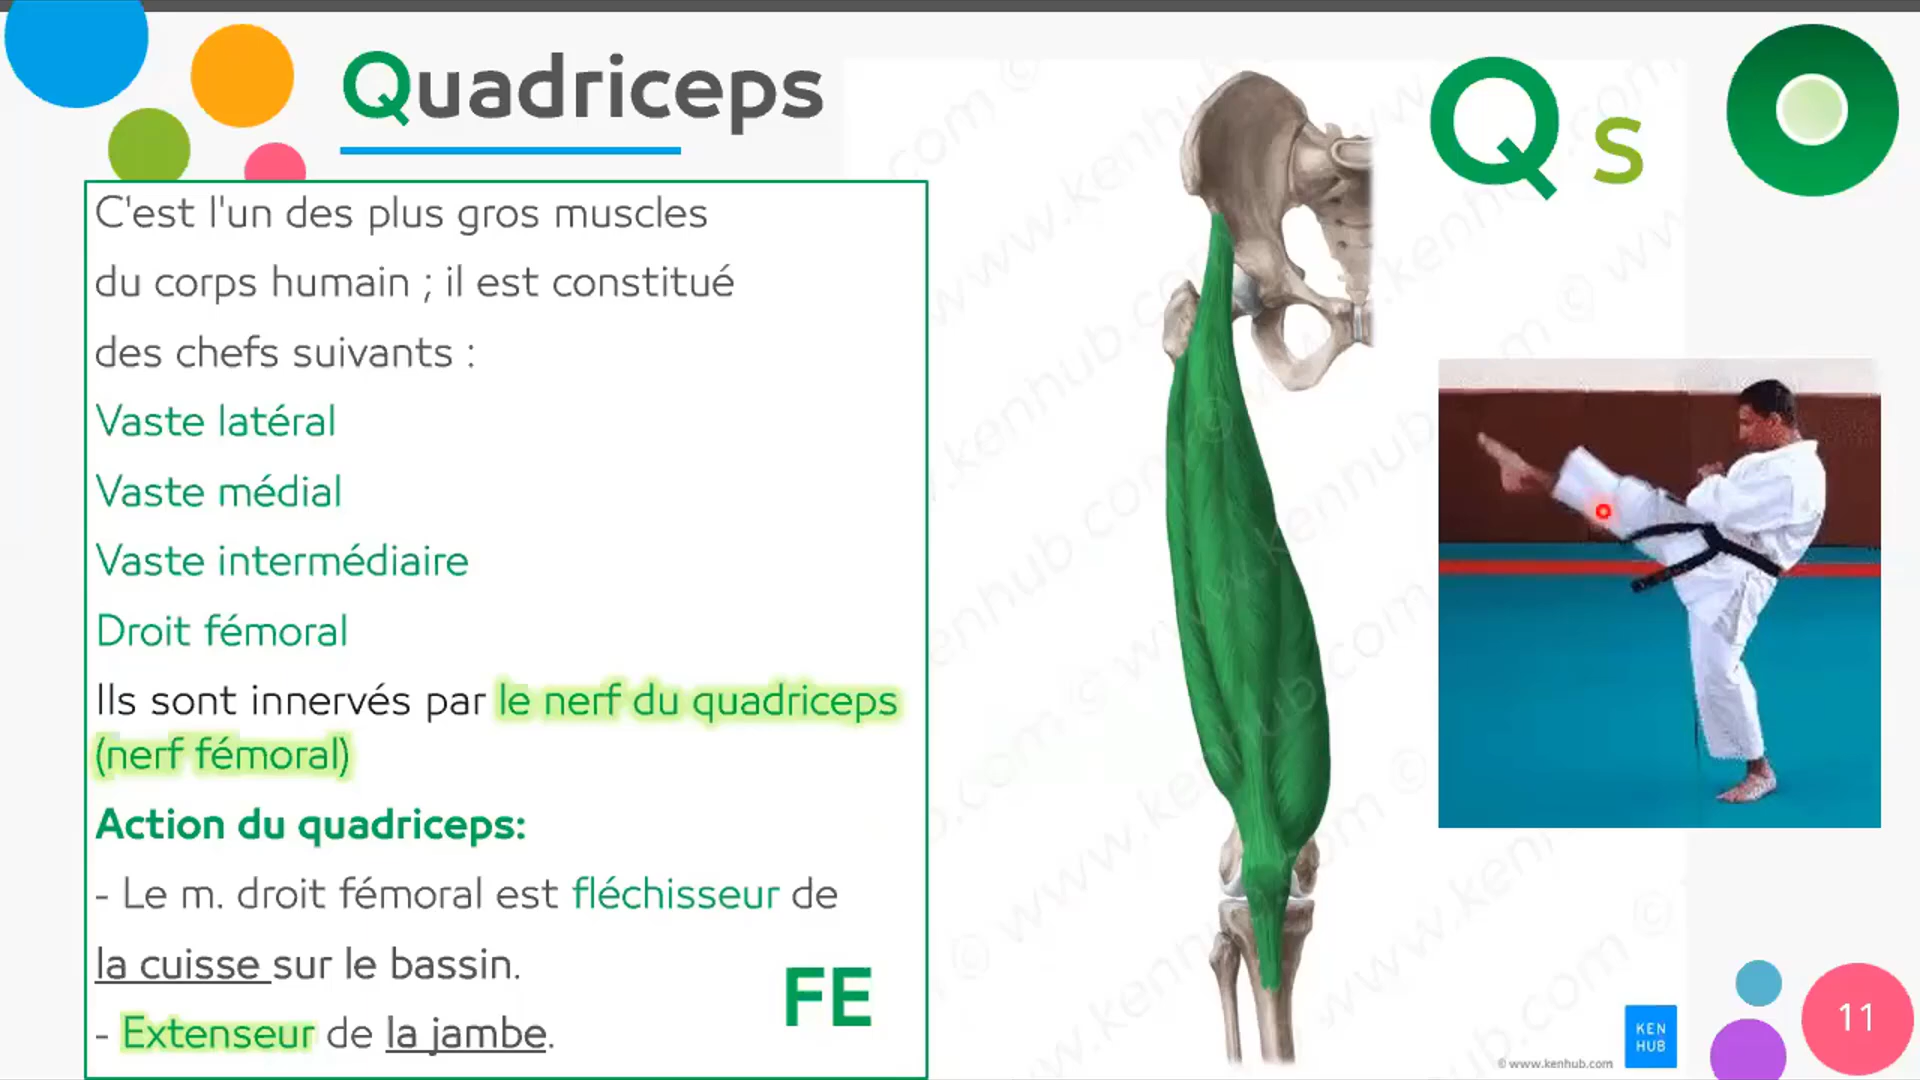 Quadriceps
Q s
C'est l'un des plus gros muscles
du corps humain ; il est constitué
des chefs suivants :
Vaste latéral
Vaste médial
Vaste intermédiaire
Droit fémoral
Ils sont innervés par le nerf du quadriceps
(nerf fémoral)
Action du quadriceps:
- Le m. droit fémoral est fléchisseur de
la cuisse sur le bassin.
- Extenseur de la jambe.
FE
KEN
HUB
© www.kenhub.com
11